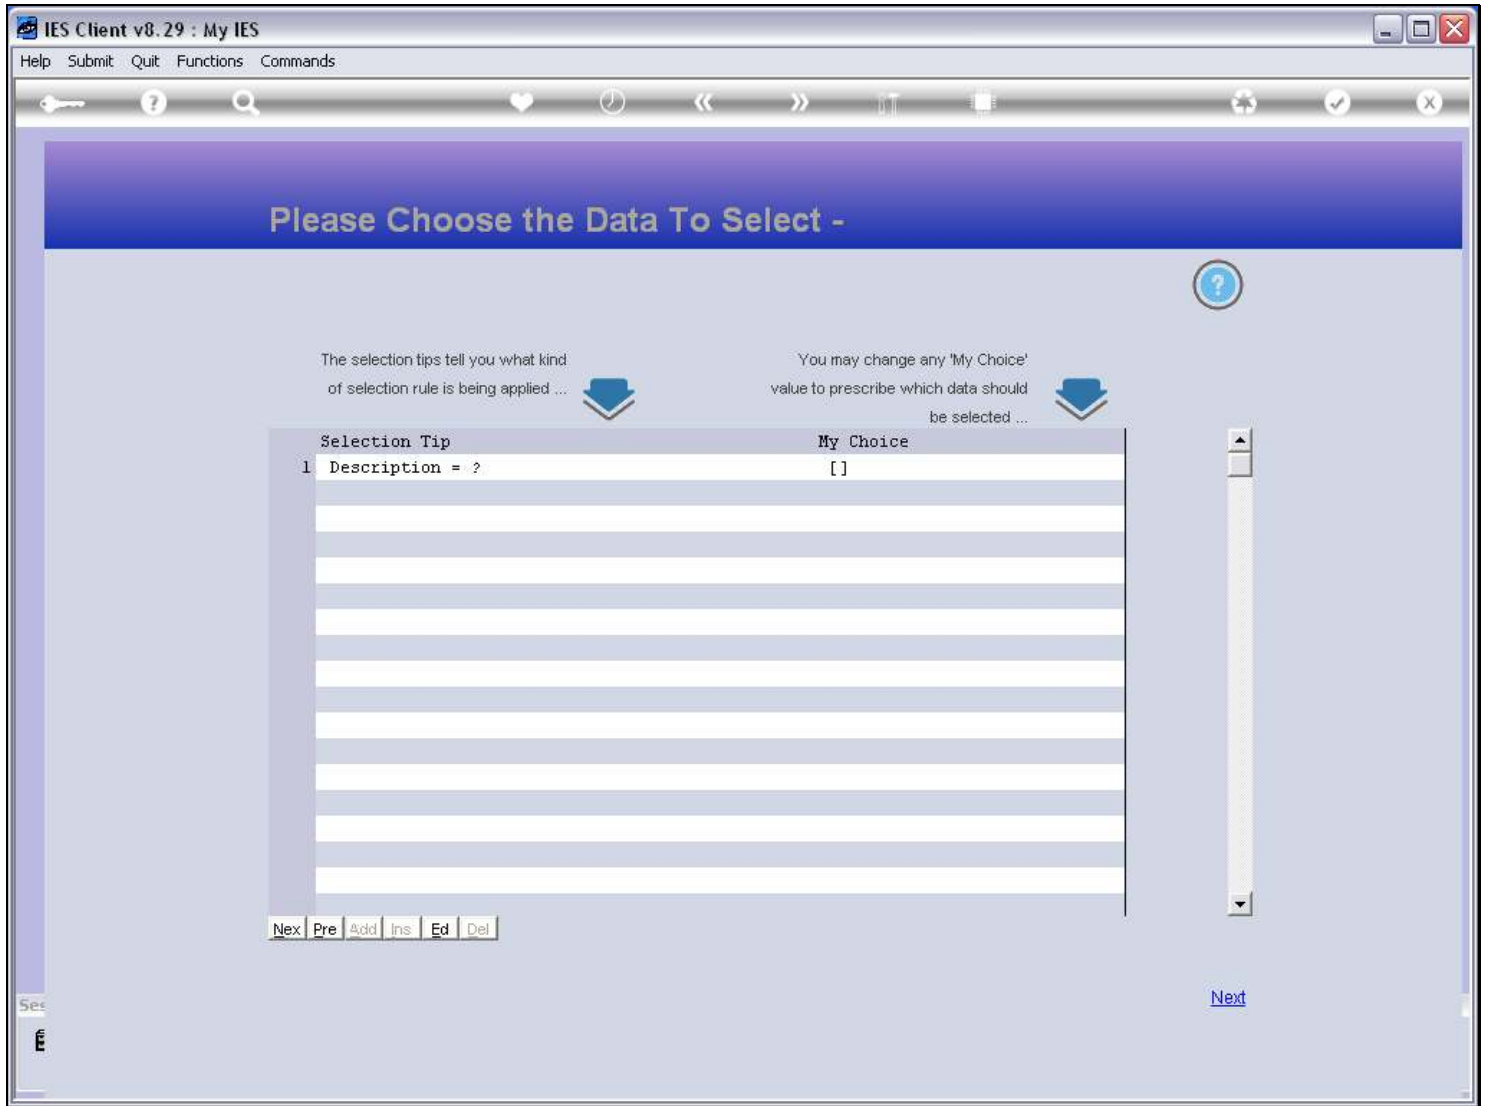 IES Client v8.29 : My IES
Help Submit Quit Functions Commands
Please Choose the Data To Select -
The selection tips tell you what kind
of selection rule is being applied ...
You may change any 'My Choice'
value to prescribe which data should
be selected ...
Selection Tip My Choice
1 Description = ? []
Nex Pre Add Ins Ed Del
Next
Ses